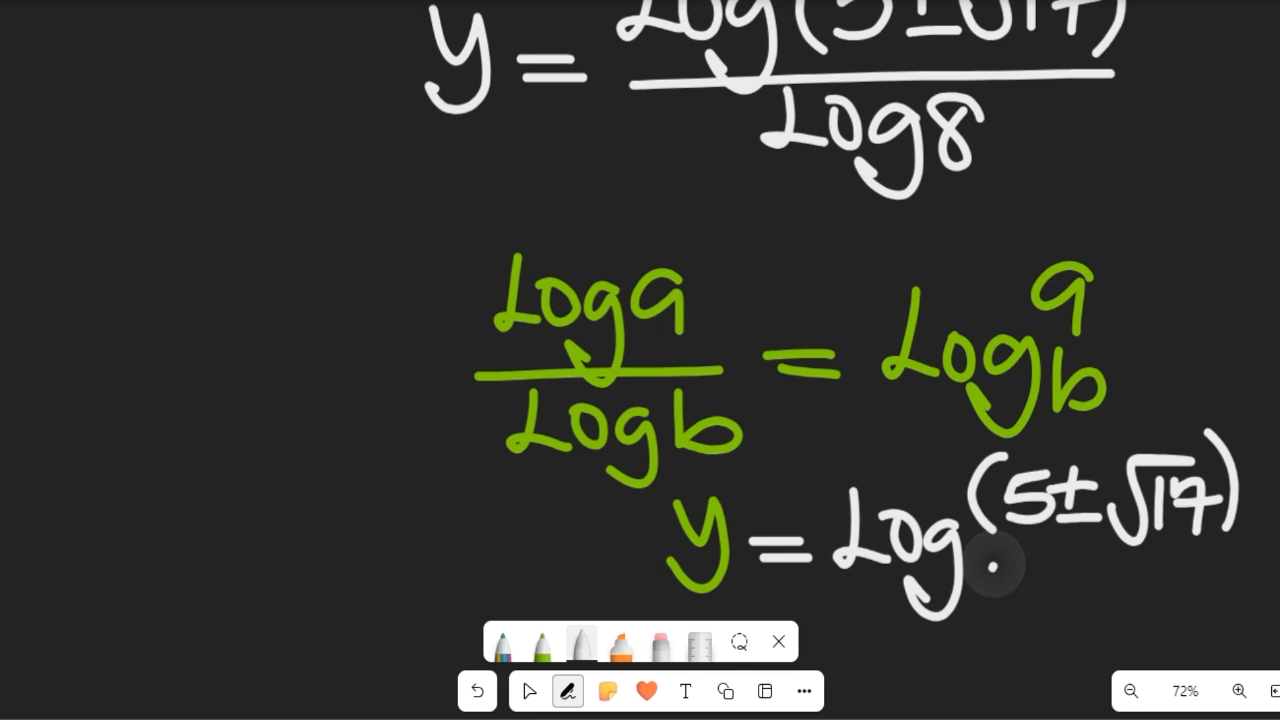 y = Log(5±√17)
Log8
Loga = Log_b^a
Logb
y = Log^(5±√17)
T
72%